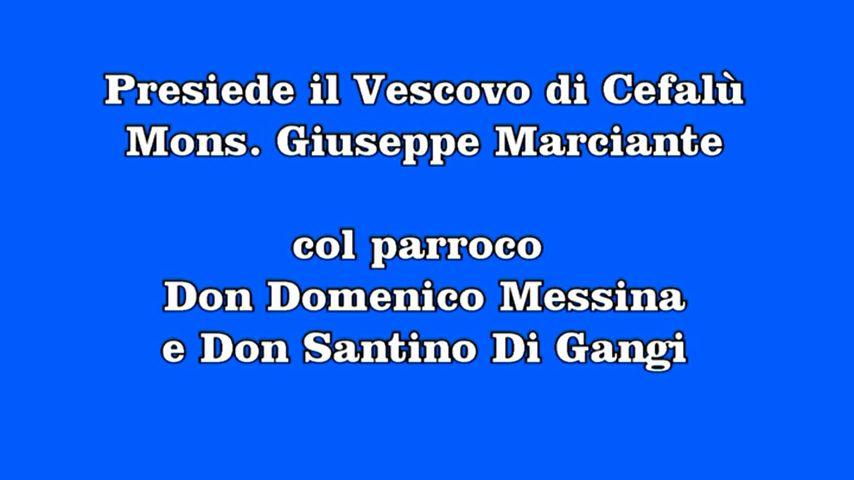 Presiede il Vescovo di Cefalù
Mons. Giuseppe Marciante
col parroco
Don Domenico Messina
e Don Santino Di Gangi